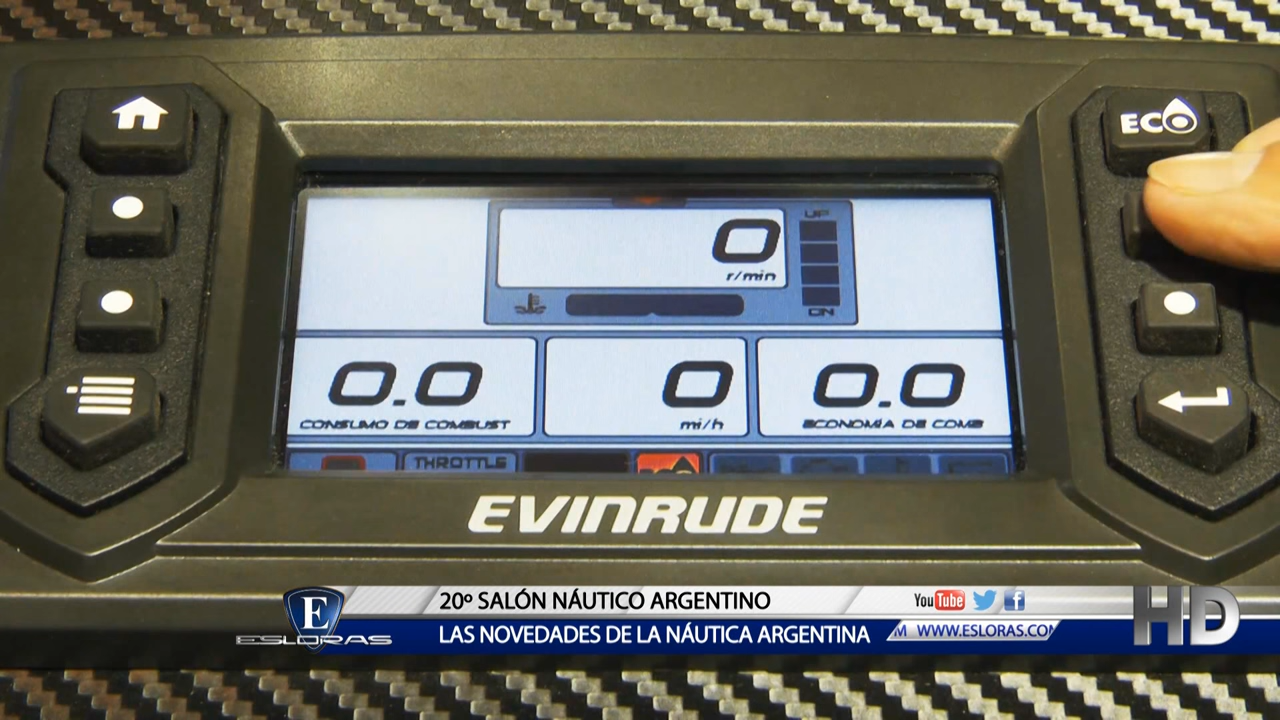 ECO
UP
0
r/min
DN
0.0
CONSUMO DE COMBUST
0
mi/h
0.0
ECONOMÍA DE COMB
THROTTLE
EVINRUDE
E
ESLORAS
20º SALÓN NÁUTICO ARGENTINO
YouTube
LAS NOVEDADES DE LA NÁUTICA ARGENTINA
M WWW.ESLORAS.COM
HD